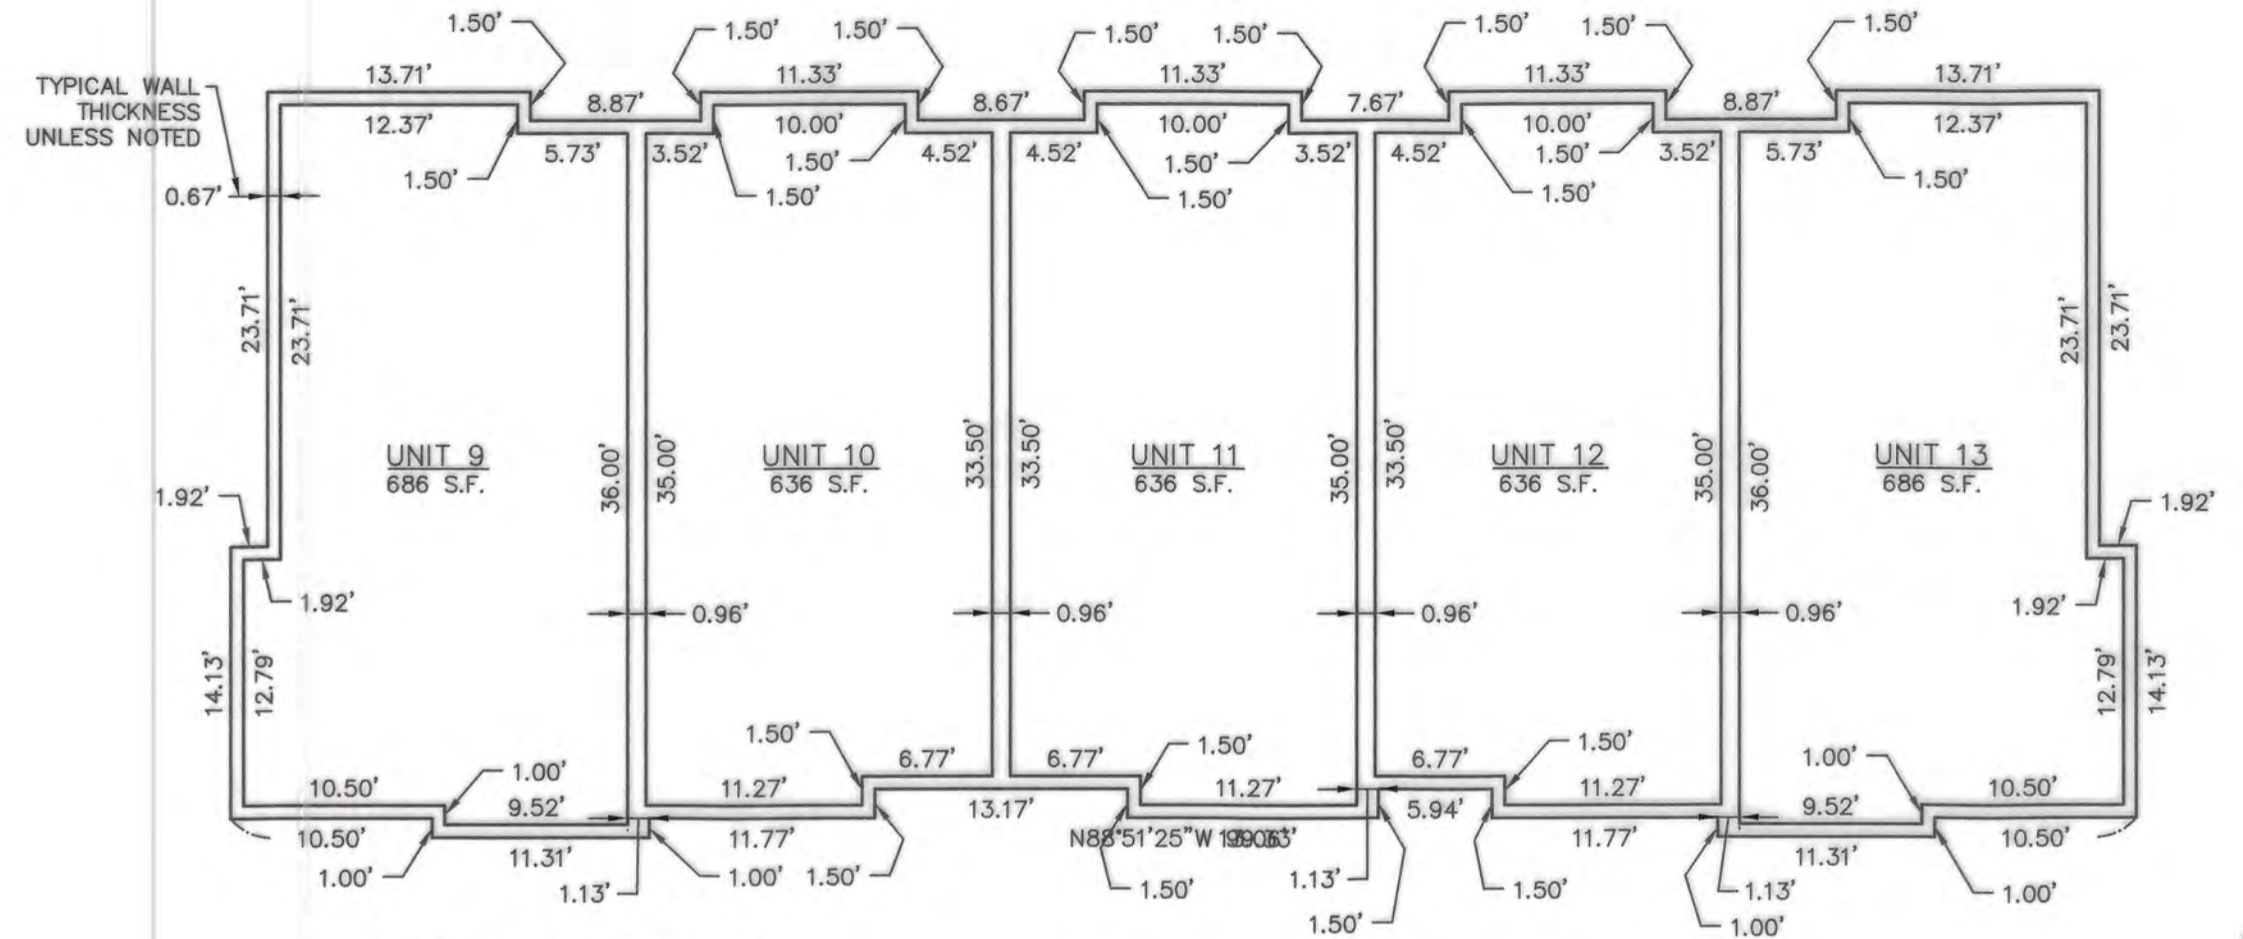 1.50' 1.50' 1.50' 1.50' 1.50' 1.50' 1.50' 1.50'
13.71' 11.33' 11.33' 11.33' 13.71'
TYPICAL WALL
THICKNESS
UNLESS NOTED
8.87' 8.67' 7.67' 8.87'
12.37' 10.00' 10.00' 10.00' 12.37'
5.73' 3.52' 4.52' 4.52' 3.52' 4.52' 3.52' 5.73'
1.50' 1.50' 1.50' 1.50' 1.50'
1.50' 1.50' 1.50'
0.67'
23.71' 23.71' 23.71' 23.71'
36.00' 35.00' 33.50' 33.50' 35.00' 33.50' 35.00' 36.00'
UNIT 9 UNIT 10 UNIT 11 UNIT 12 UNIT 13
686 S.F. 636 S.F. 636 S.F. 636 S.F. 686 S.F.
1.92' 1.92'
1.92' 0.96' 0.96' 0.96' 0.96' 1.92'
14.13' 12.79' 12.79' 14.13'
1.50' 1.50' 1.50'
1.00' 6.77' 6.77' 6.77' 1.00'
10.50' 9.52' 11.27' 11.27' 11.27' 9.52' 10.50'
13.17' 5.94'
10.50' 11.31' 11.77' N88°51'25"W 11.77' 11.31' 10.50'
1.00' 1.13' 1.00' 1.50' 1.50' 1.13' 1.50' 1.13' 1.00'
1.50' 1.00'